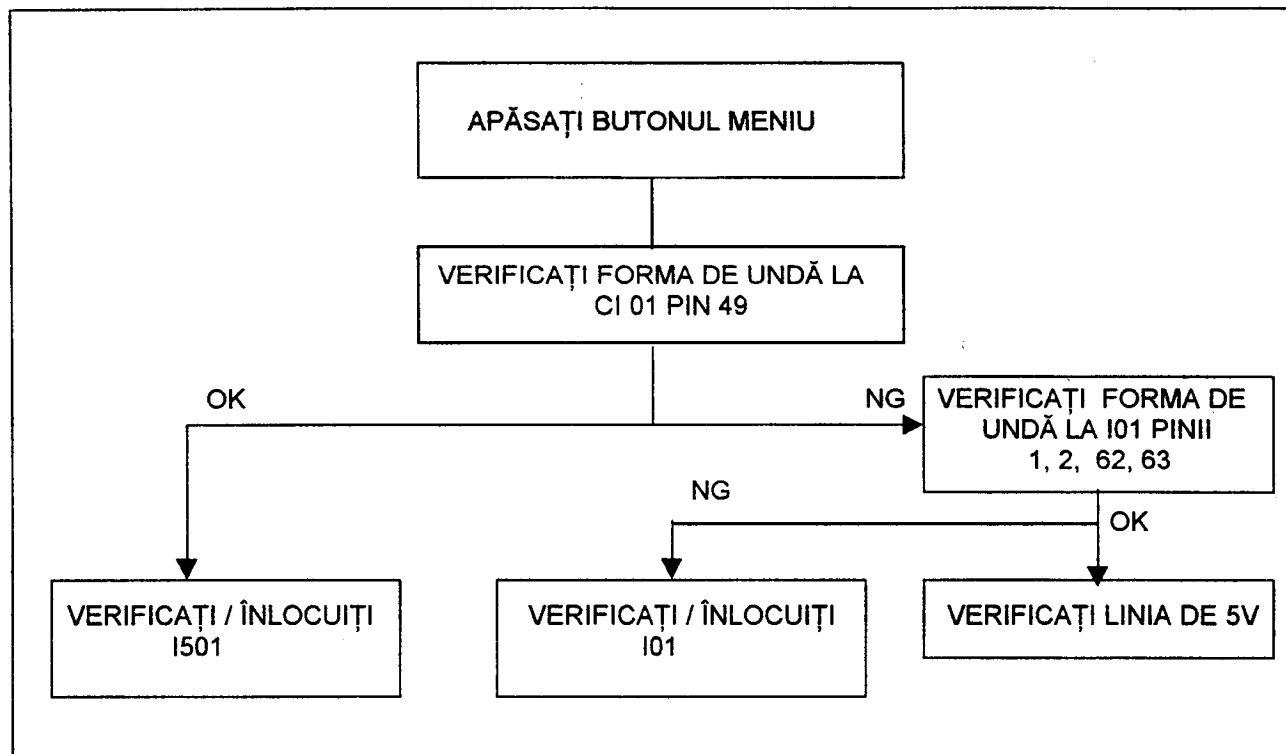 APĂSAȚI BUTONUL MENIU
VERIFICAȚI FORMA DE UNDĂ LA
CI 01 PIN 49
OK
NG
VERIFICAȚI FORMA DE
UNDĂ LA I01 PINII
1, 2, 62, 63
NG
OK
VERIFICAȚI / ÎNLOCUIȚI
I501
VERIFICAȚI / ÎNLOCUIȚI
I01
VERIFICAȚI LINIA DE 5V